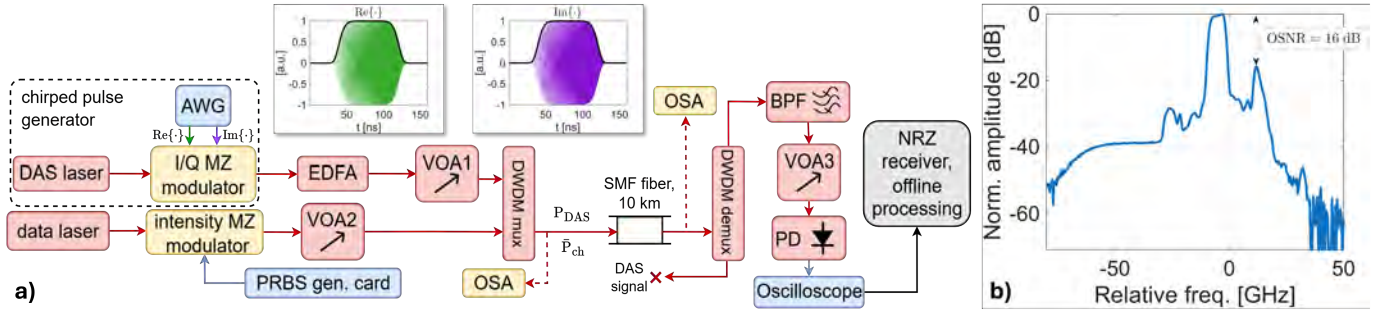 chirped pulse
generator
AWG
Re{·}
Im{·}
DAS laser
I/Q MZ
modulator
EDFA
VOA1
data laser
intensity MZ
modulator
VOA2
PRBS gen. card
DWDM mux
OSA
P_DAS
P̄_ch
SMF fiber,
10 km
OSA
DWDM demux
DAS
signal
BPF
VOA3
PD
Oscilloscope
NRZ
receiver,
offline
processing
a)
Re{·}
[a.u.]
1
0.5
0
-0.5
-1
50
100
150
t [ns]
Im{·}
[a.u.]
1
0.5
0
-0.5
-1
50
100
150
t [ns]
Norm. amplitude [dB]
0
-20
-40
-60
OSNR = 16 dB
b)
-50
0
50
Relative freq. [GHz]